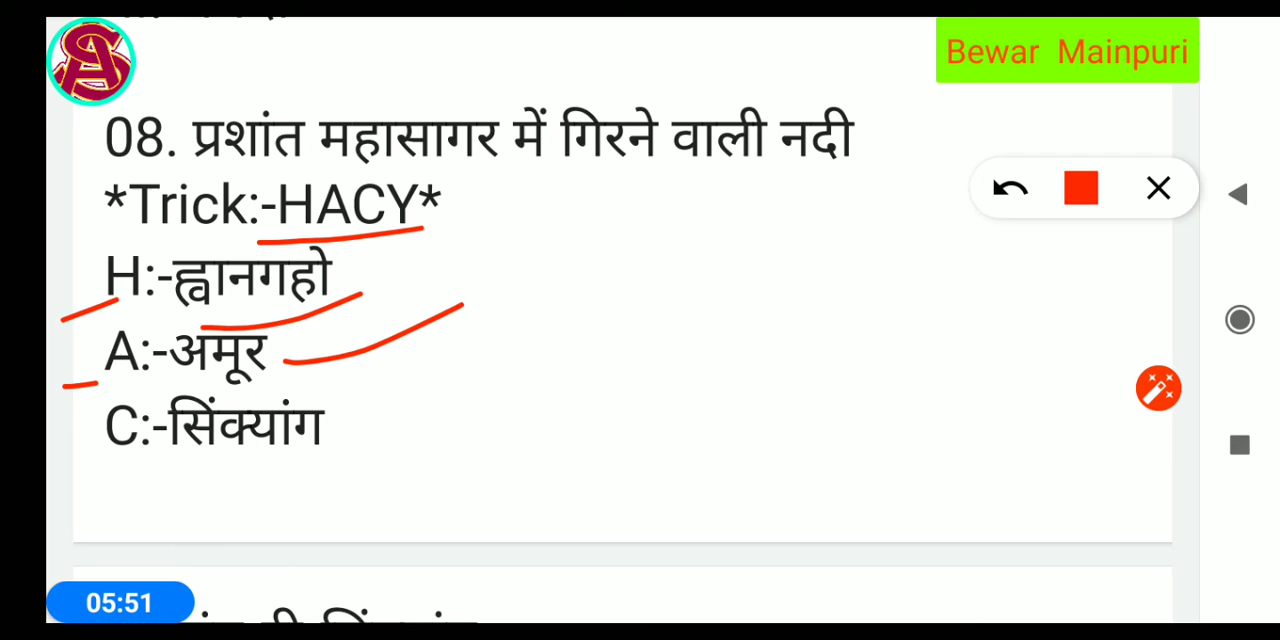 Bewar Mainpuri
08. प्रशांत महासागर में गिरने वाली नदी
*Trick:-HACY*
H:-ह्वानगहो
A:-अमूर
C:-सिंक्यांग
05:51